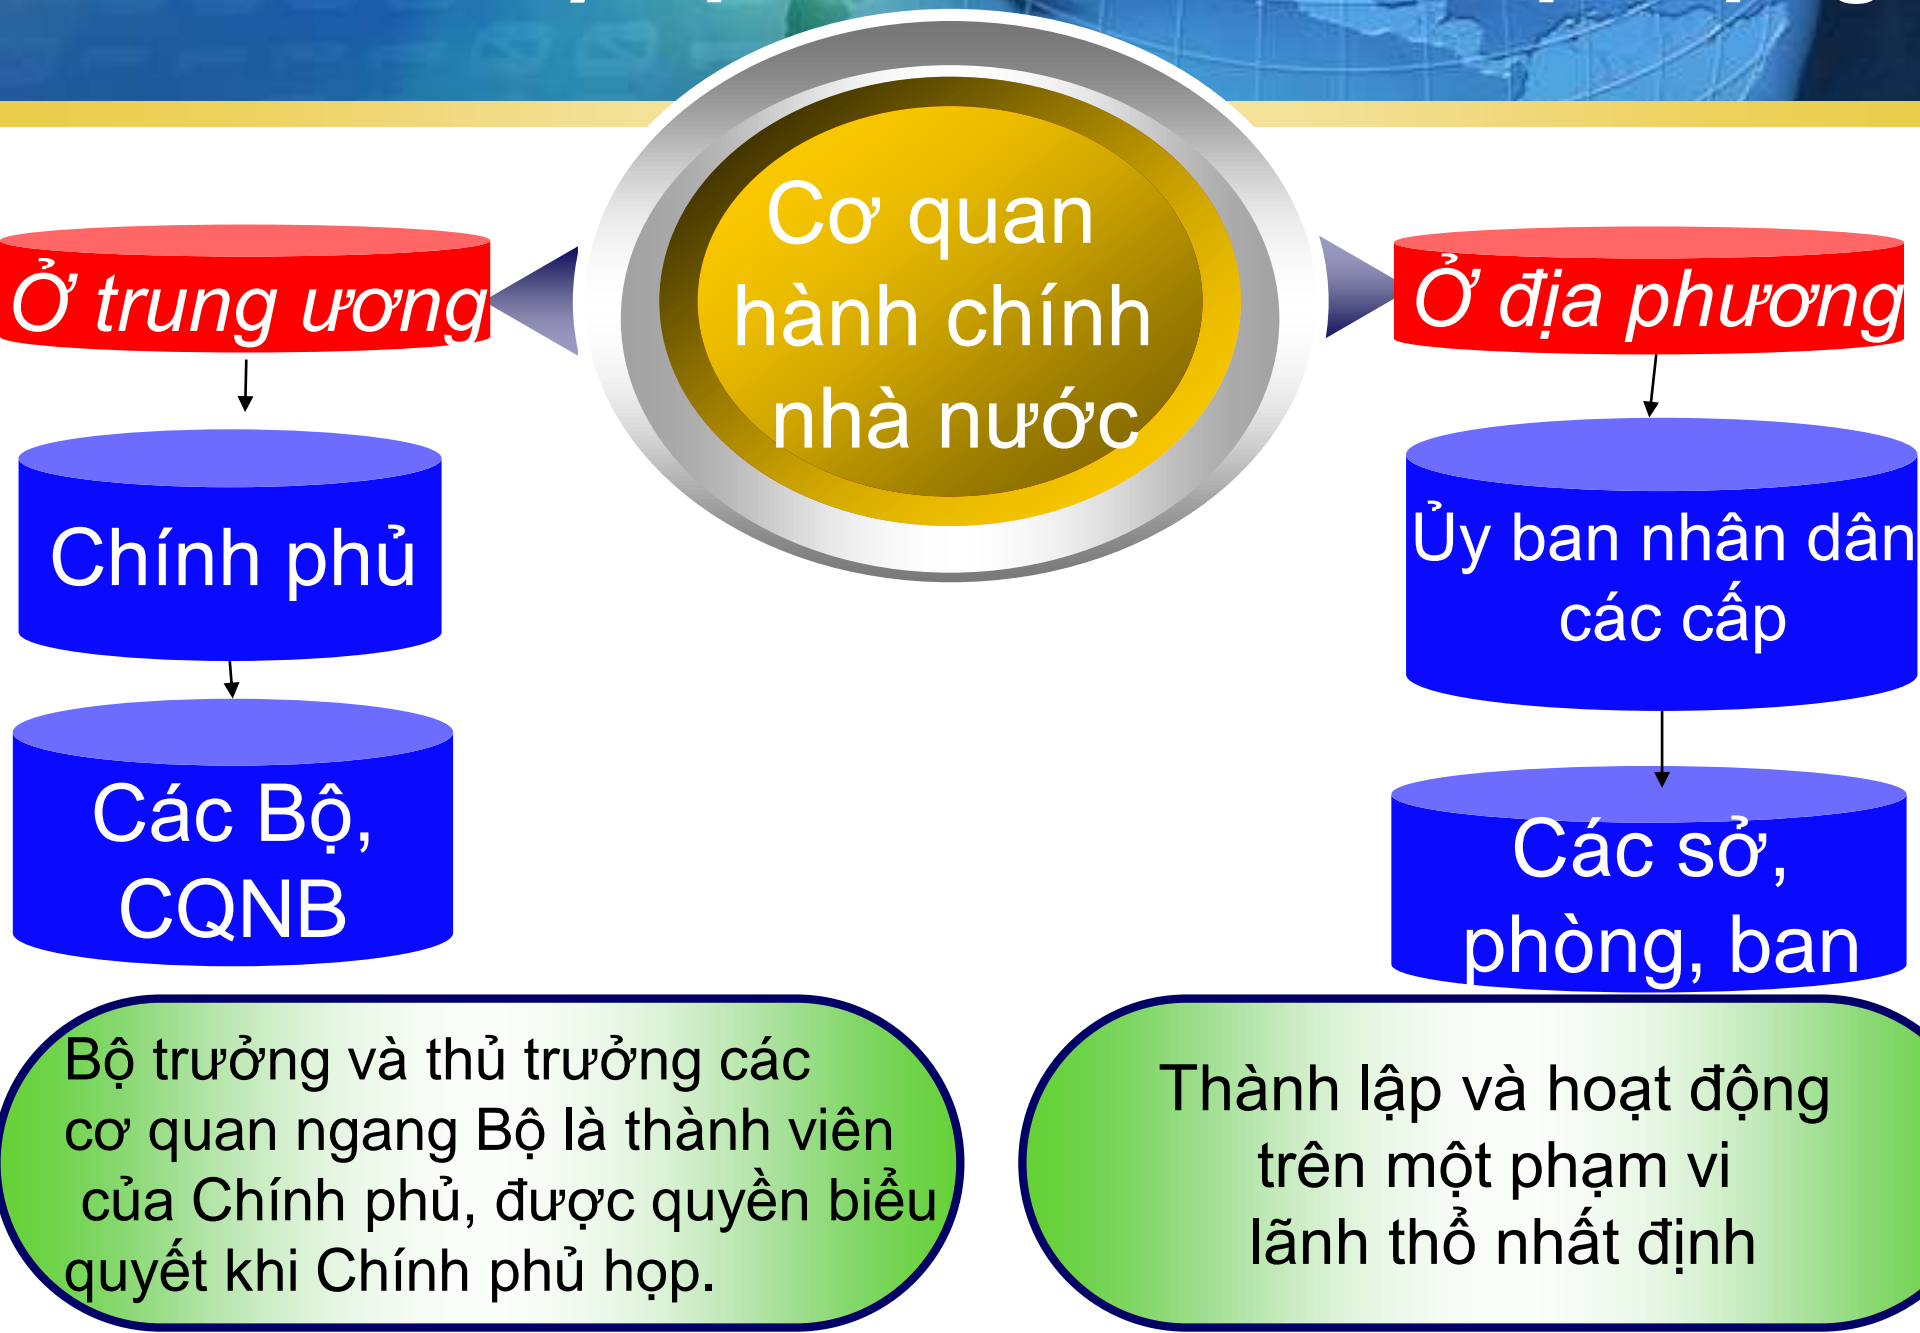 Cơ quan
hành chính
nhà nước
Ở trung ương
Chính phủ
Các Bộ,
CQNB
Bộ trưởng và thủ trưởng các
cơ quan ngang Bộ là thành viên
của Chính phủ, được quyền biểu
quyết khi Chính phủ họp.
Ở địa phương
Ủy ban nhân dân
các cấp
Các sở,
phòng, ban
Thành lập và hoạt động
trên một phạm vi
lãnh thổ nhất định